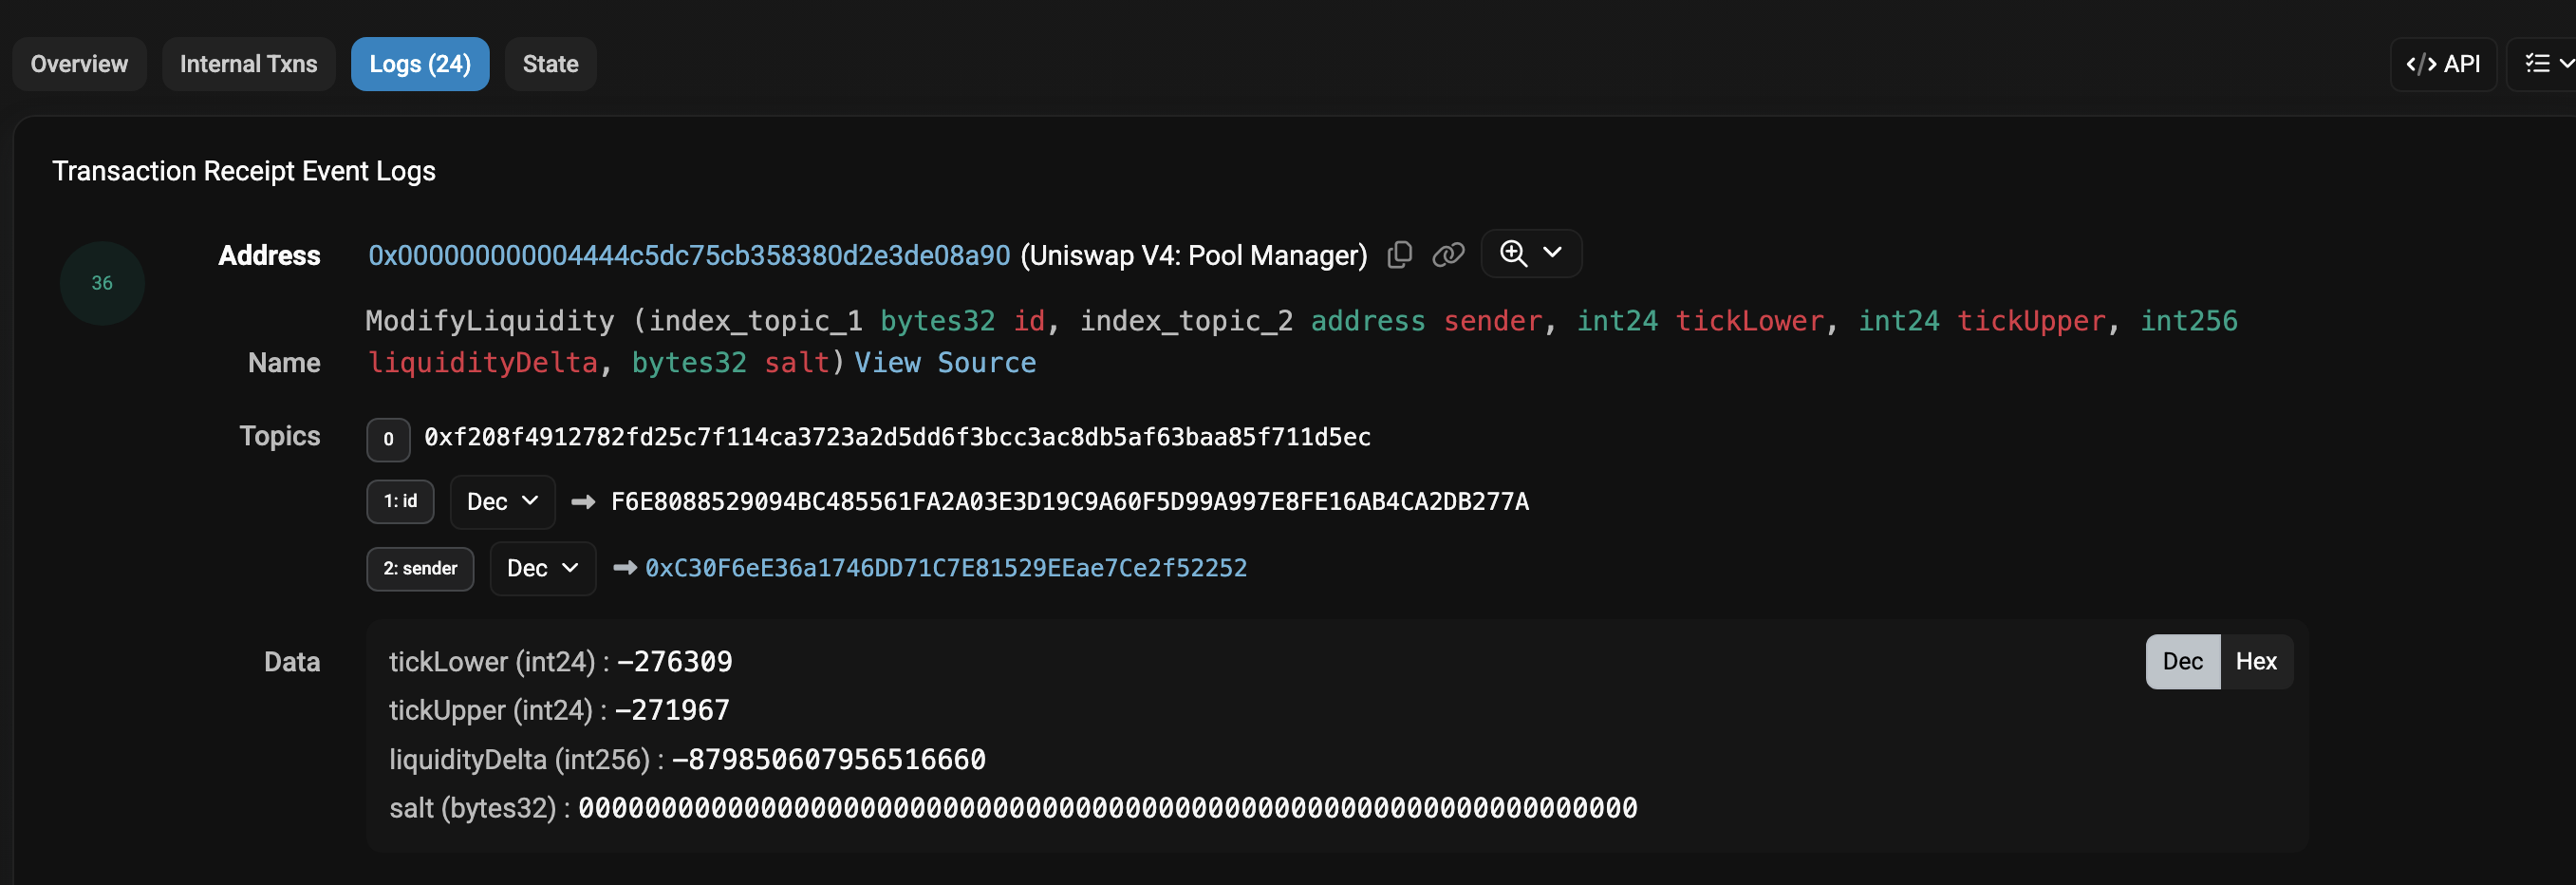 Overview Internal Txns Logs (24) State </> API
Transaction Receipt Event Logs
36 Address 0x000000000004444c5dc75cb358380d2e3de08a90 (Uniswap V4: Pool Manager)
ModifyLiquidity (index_topic_1 bytes32 id, index_topic_2 address sender, int24 tickLower, int24 tickUpper, int256
Name liquidityDelta, bytes32 salt) View Source
Topics 0 0xf208f4912782fd25c7f114ca3723a2d5dd6f3bcc3ac8db5af63baa85f711d5ec
1: id Dec F6E8088529094BC485561FA2A03E3D19C9A60F5D99A997E8FE16AB4CA2DB277A
2: sender Dec 0xC30F6eE36a1746DD71C7E81529EEae7Ce2f52252
Data tickLower (int24) : -276309 Dec Hex
tickUpper (int24) : -271967
liquidityDelta (int256) : -879850607956516660
salt (bytes32) : 0000000000000000000000000000000000000000000000000000000000000000